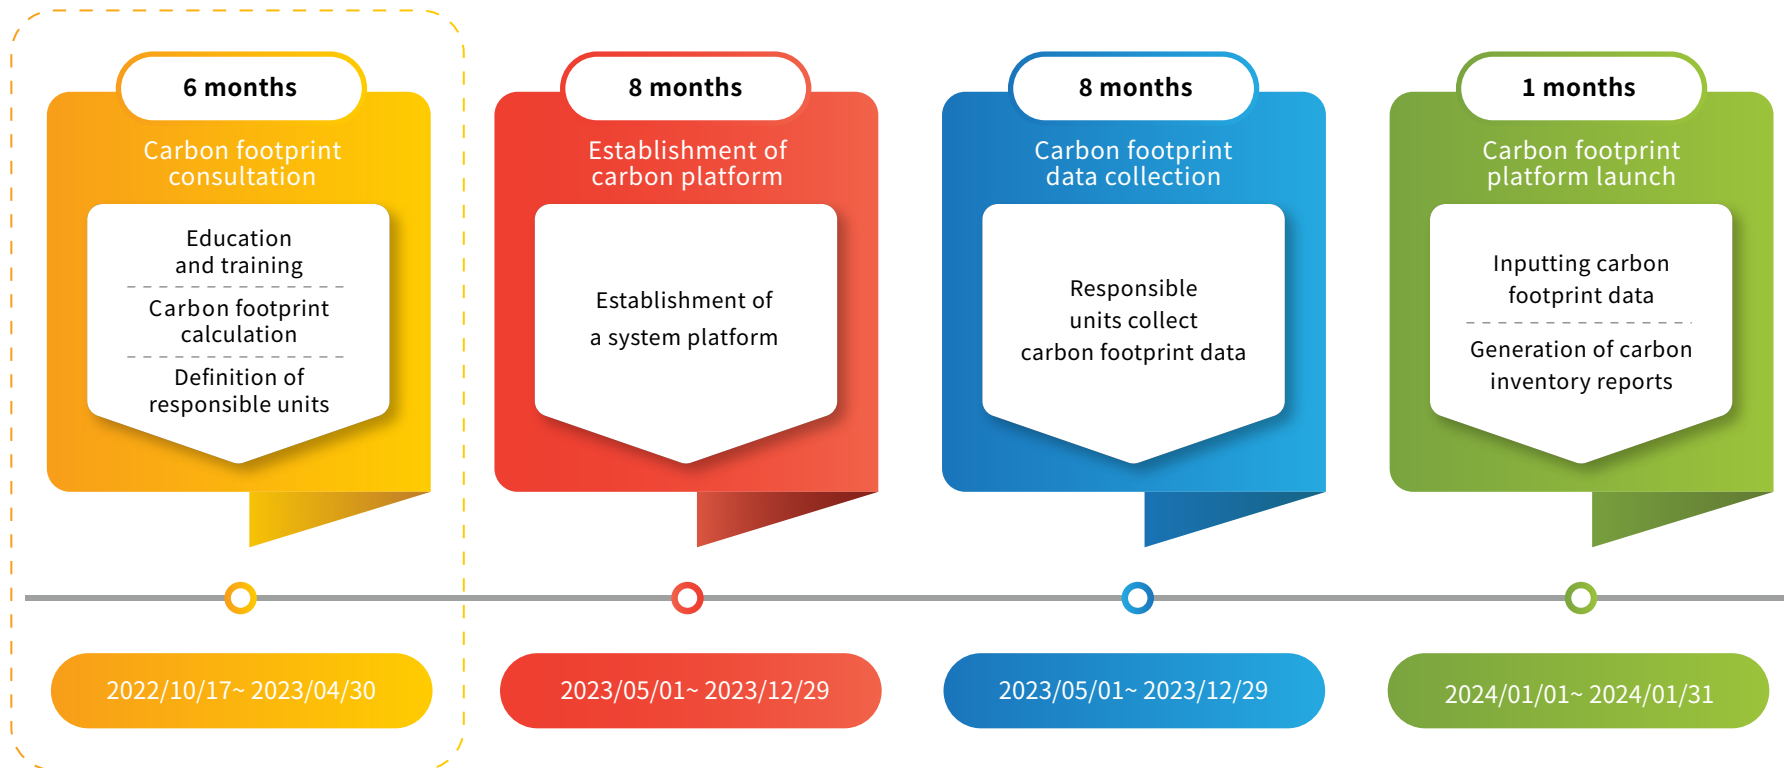 6 months
Carbon footprint
consultation
Education
and training
Carbon footprint
calculation
Definition of
responsible units
2022/10/17~ 2023/04/30
8 months
Establishment of
carbon platform
Establishment of
a system platform
2023/05/01~ 2023/12/29
8 months
Carbon footprint
data collection
Responsible
units collect
carbon footprint data
2023/05/01~ 2023/12/29
1 months
Carbon footprint
platform launch
Inputting carbon
footprint data
Generation of carbon
inventory reports
2024/01/01~ 2024/01/31